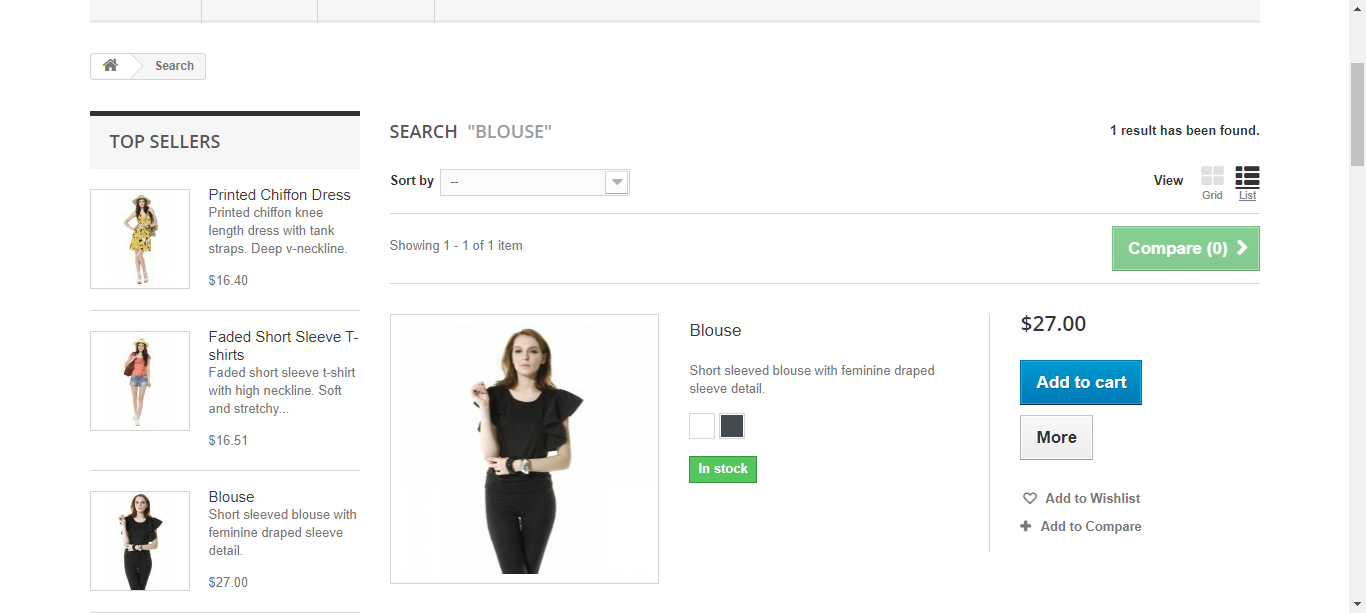 Search
TOP SELLERS
Printed Chiffon Dress
Printed chiffon knee
length dress with tank
straps. Deep v-neckline.
$16.40
Faded Short Sleeve T-
shirts
Faded short sleeve t-shirt
with high neckline. Soft
and stretchy...
$16.51
Blouse
Short sleeved blouse with
feminine draped sleeve
detail.
$27.00
SEARCH "BLOUSE"
1 result has been found.
Sort by --
View
Grid
List
Showing 1 - 1 of 1 item
Compare (0)
Blouse
Short sleeved blouse with feminine draped
sleeve detail.
In stock
$27.00
Add to cart
More
Add to Wishlist
Add to Compare